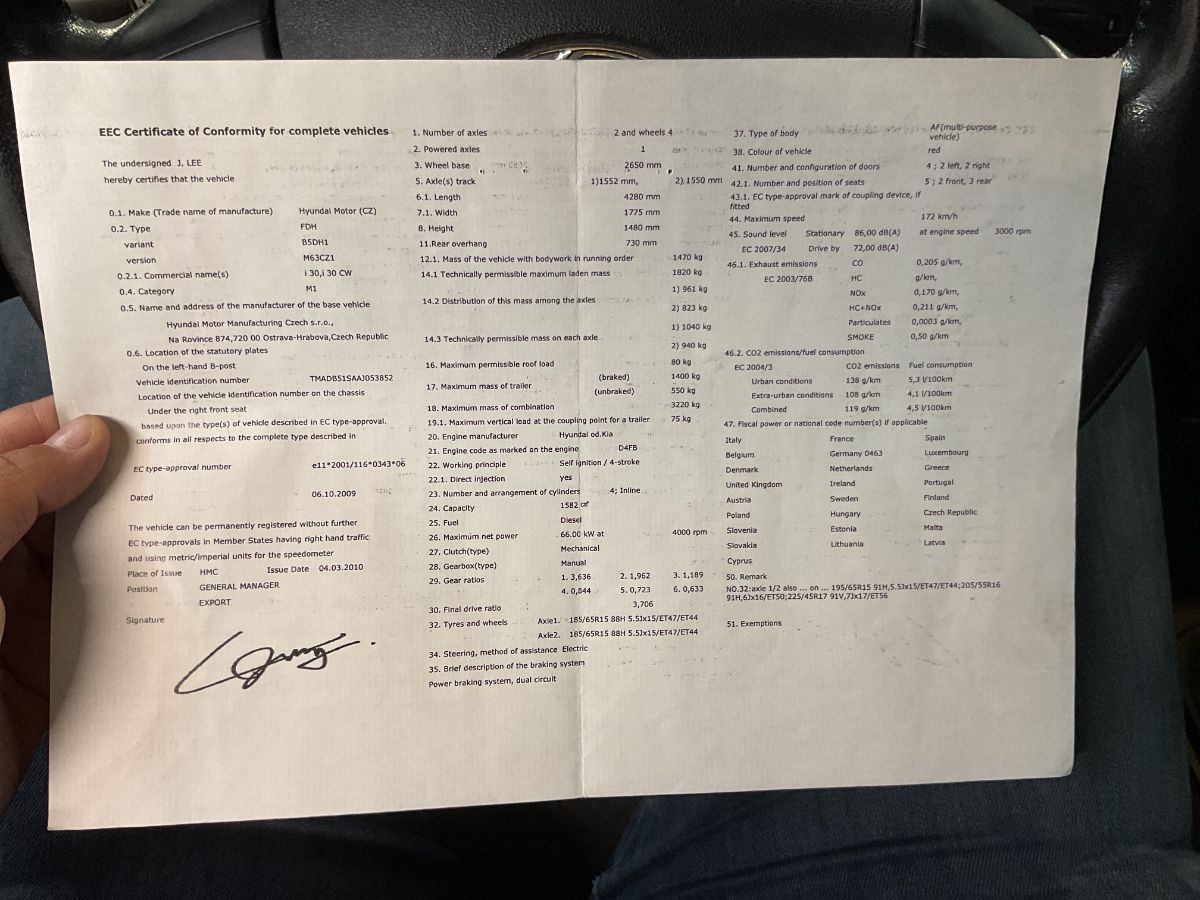 EEC Certificate of Conformity for complete vehicles
The undersigned J. LEE
hereby certifies that the vehicle
0.1. Make (Trade name of manufacture) Hyundai Motor (CZ)
0.2. Type FDH
variant B5DH1
version M63CZ1
0.2.1. Commercial name(s) i 30,i 30 CW
0.4. Category M1
0.5. Name and address of the manufacturer of the base vehicle
Hyundai Motor Manufacturing Czech s.r.o.,
Na Rovince 874,720 00 Ostrava-Hrabova,Czech Republic
0.6. Location of the statutory plates
On the left-hand B-post
Vehicle identification number TMADB51SAAJ053852
Location of the vehicle identification number on the chassis
Under the right front seat
based upon the type(s) of vehicle described in EC type-approval.
conforms in all respects to the complete type described in
EC type-approval number e11*2001/116*0343*06
Dated 06.10.2009
The vehicle can be permanently registered without further
EC type-approvals in Member States having right hand traffic
and using metric/imperial units for the speedometer
Place of Issue HMC Issue Date 04.03.2010
Position GENERAL MANAGER
EXPORT
Signature
1. Number of axles 2 and wheels 4
2. Powered axles 1
3. Wheel base 2650 mm
5. Axle(s) track 1)1552 mm, 2) 1550 mm
6.1. Length 4280 mm
7.1. Width 1775 mm
8. Height 1480 mm
11.Rear overhang 730 mm
12.1. Mass of the vehicle with bodywork in running order 1470 kg
14.1 Technically permissible maximum laden mass 1820 kg
14.2 Distribution of this mass among the axles 1) 961 kg
2) 823 kg
14.3 Technically permissible mass on each axle 1) 1040 kg
2) 940 kg
16. Maximum permissible roof load 80 kg
17. Maximum mass of trailer (braked) 1400 kg
(unbraked) 550 kg
18. Maximum mass of combination 3220 kg
19.1. Maximum vertical load at the coupling point for a trailer 75 kg
20. Engine manufacturer Hyundai od.Kia
21. Engine code as marked on the engine D4FB
22. Working principle Self ignition / 4-stroke
22.1. Direct injection yes
23. Number and arrangement of cylinders 4; Inline
24. Capacity 1582 ㎤
25. Fuel Diesel
26. Maximum net power 66.00 kW at 4000 rpm
27. Clutch(type) Mechanical
28. Gearbox(type) Manual
29. Gear ratios 1. 3,636 2. 1,962 3. 1,189
4. 0,844 5. 0,723 6. 0,633
30. Final drive ratio 3,706
32. Tyres and wheels Axle1. 185/65R15 88H 5.5Jx15/ET47/ET44
Axle2. 185/65R15 88H 5.5Jx15/ET47/ET44
34. Steering, method of assistance Electric
35. Brief description of the braking system
Power braking system, dual circuit
37. Type of body AF(multi-purpose
vehicle)
38. Colour of vehicle red
41. Number and configuration of doors 4 ; 2 left, 2 right
42.1. Number and position of seats 5 ; 2 front, 3 rear
43.1. EC type-approval mark of coupling device, if
fitted
44. Maximum speed 172 km/h
45. Sound level Stationary 86,00 dB(A) at engine speed 3000 rpm
EC 2007/34 Drive by 72,00 dB(A)
46.1. Exhaust emissions CO 0,205 g/km,
EC 2003/76B HC g/km,
NOx 0,170 g/km,
HC+NOx 0,211 g/km,
Particulates 0,0003 g/km,
SMOKE 0,50 g/km
46.2. CO2 emissions/fuel consumption
EC 2004/3 CO2 emissions Fuel consumption
Urban conditions 138 g/km 5,3 l/100km
Extra-urban conditions 108 g/km 4,1 l/100km
Combined 119 g/km 4,5 l/100km
47. Fiscal power or national code number(s) if applicable
Italy France Spain
Belgium Germany 0463 Luxembourg
Denmark Netherlands Greece
United Kingdom Ireland Portugal
Austria Sweden Finland
Poland Hungary Czech Republic
Slovenia Estonia Malta
Slovakia Lithuania Latvia
Cyprus
50. Remark
NO.32:axle 1/2 also ... on ... 195/65R15 91H,5.5Jx15/ET47/ET44;205/55R16
91H,6Jx16/ET50;225/45R17 91V,7Jx17/ET56
51. Exemptions